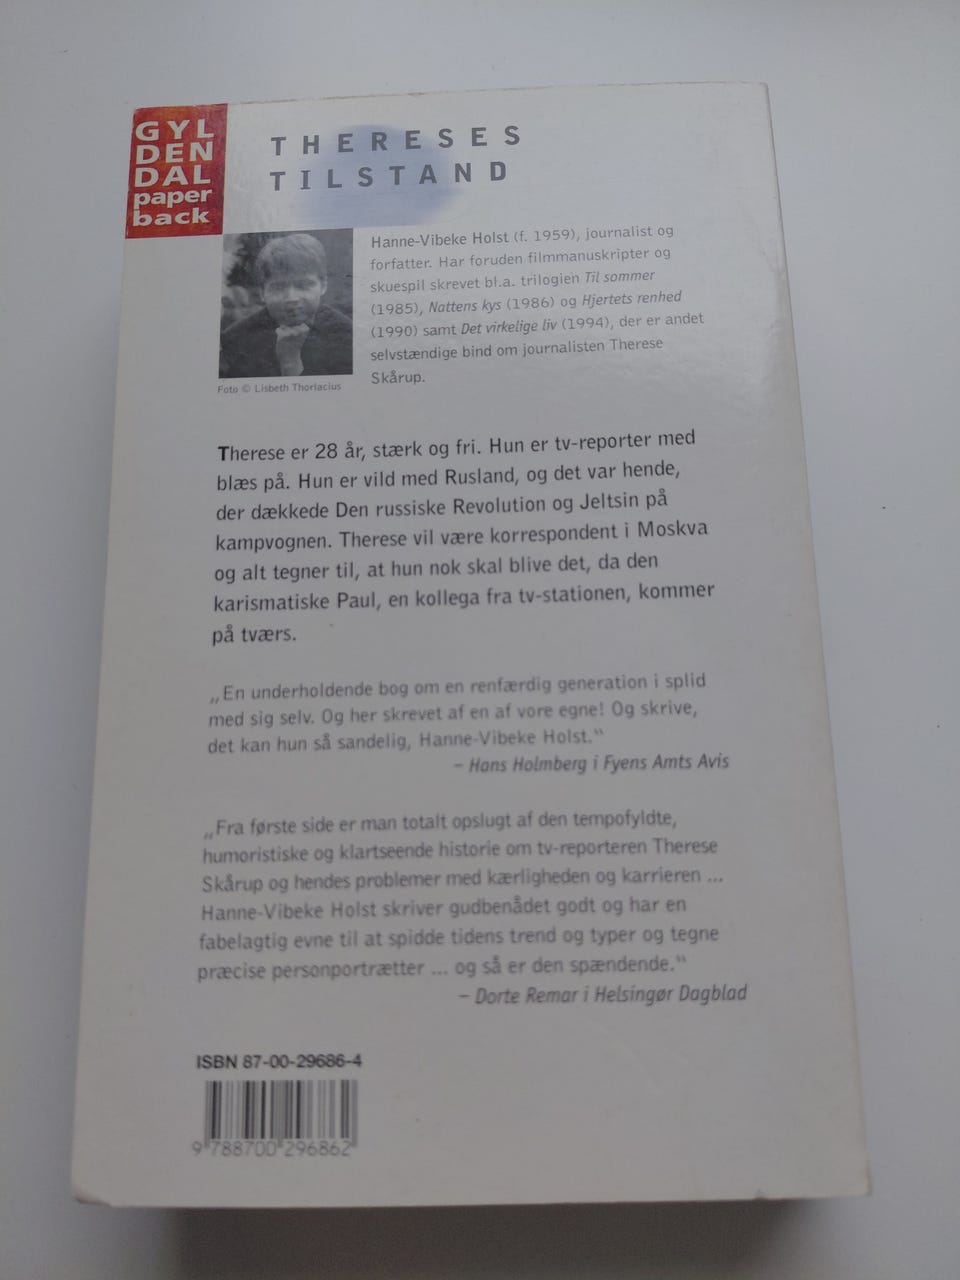 GYL
DEN
DAL
paper
back
THERESES
TILSTAND
Hanne-Vibeke Holst (f. 1959), journalist og
forfatter. Har foruden filmmanuskripter og
skuespil skrevet bl.a. trilogien Til sommer
(1985), Nattens kys (1986) og Hjertets renhed
(1990) samt Det virkelige liv (1994), der er andet
selvstændige bind om journalisten Therese
Skårup.
Foto © Lisbeth Thorlacius
Therese er 28 år, stærk og fri. Hun er tv-reporter med
blæs på. Hun er vild med Rusland, og det var hende,
der dækkede Den russiske Revolution og Jeltsin på
kampvognen. Therese vil være korrespondent i Moskva
og alt tegner til, at hun nok skal blive det, da den
karismatiske Paul, en kollega fra tv-stationen, kommer
på tværs.
„En underholdende bog om en renfærdig generation i splid
med sig selv. Og her skrevet af en af vore egne! Og skrive,
det kan hun så sandelig, Hanne-Vibeke Holst.“
– Hans Holmberg i Fyens Amts Avis
„Fra første side er man totalt opslugt af den tempofyldte,
humoristiske og klartseende historie om tv-reporteren Therese
Skårup og hendes problemer med kærligheden og karrieren ...
Hanne-Vibeke Holst skriver gudbenådet godt og har en
fabelagtig evne til at spidde tidens trend og typer og tegne
præcise personportrætter ... og så er den spændende.“
– Dorte Remar i Helsingør Dagblad
ISBN 87-00-29686-4
9 788700 296862